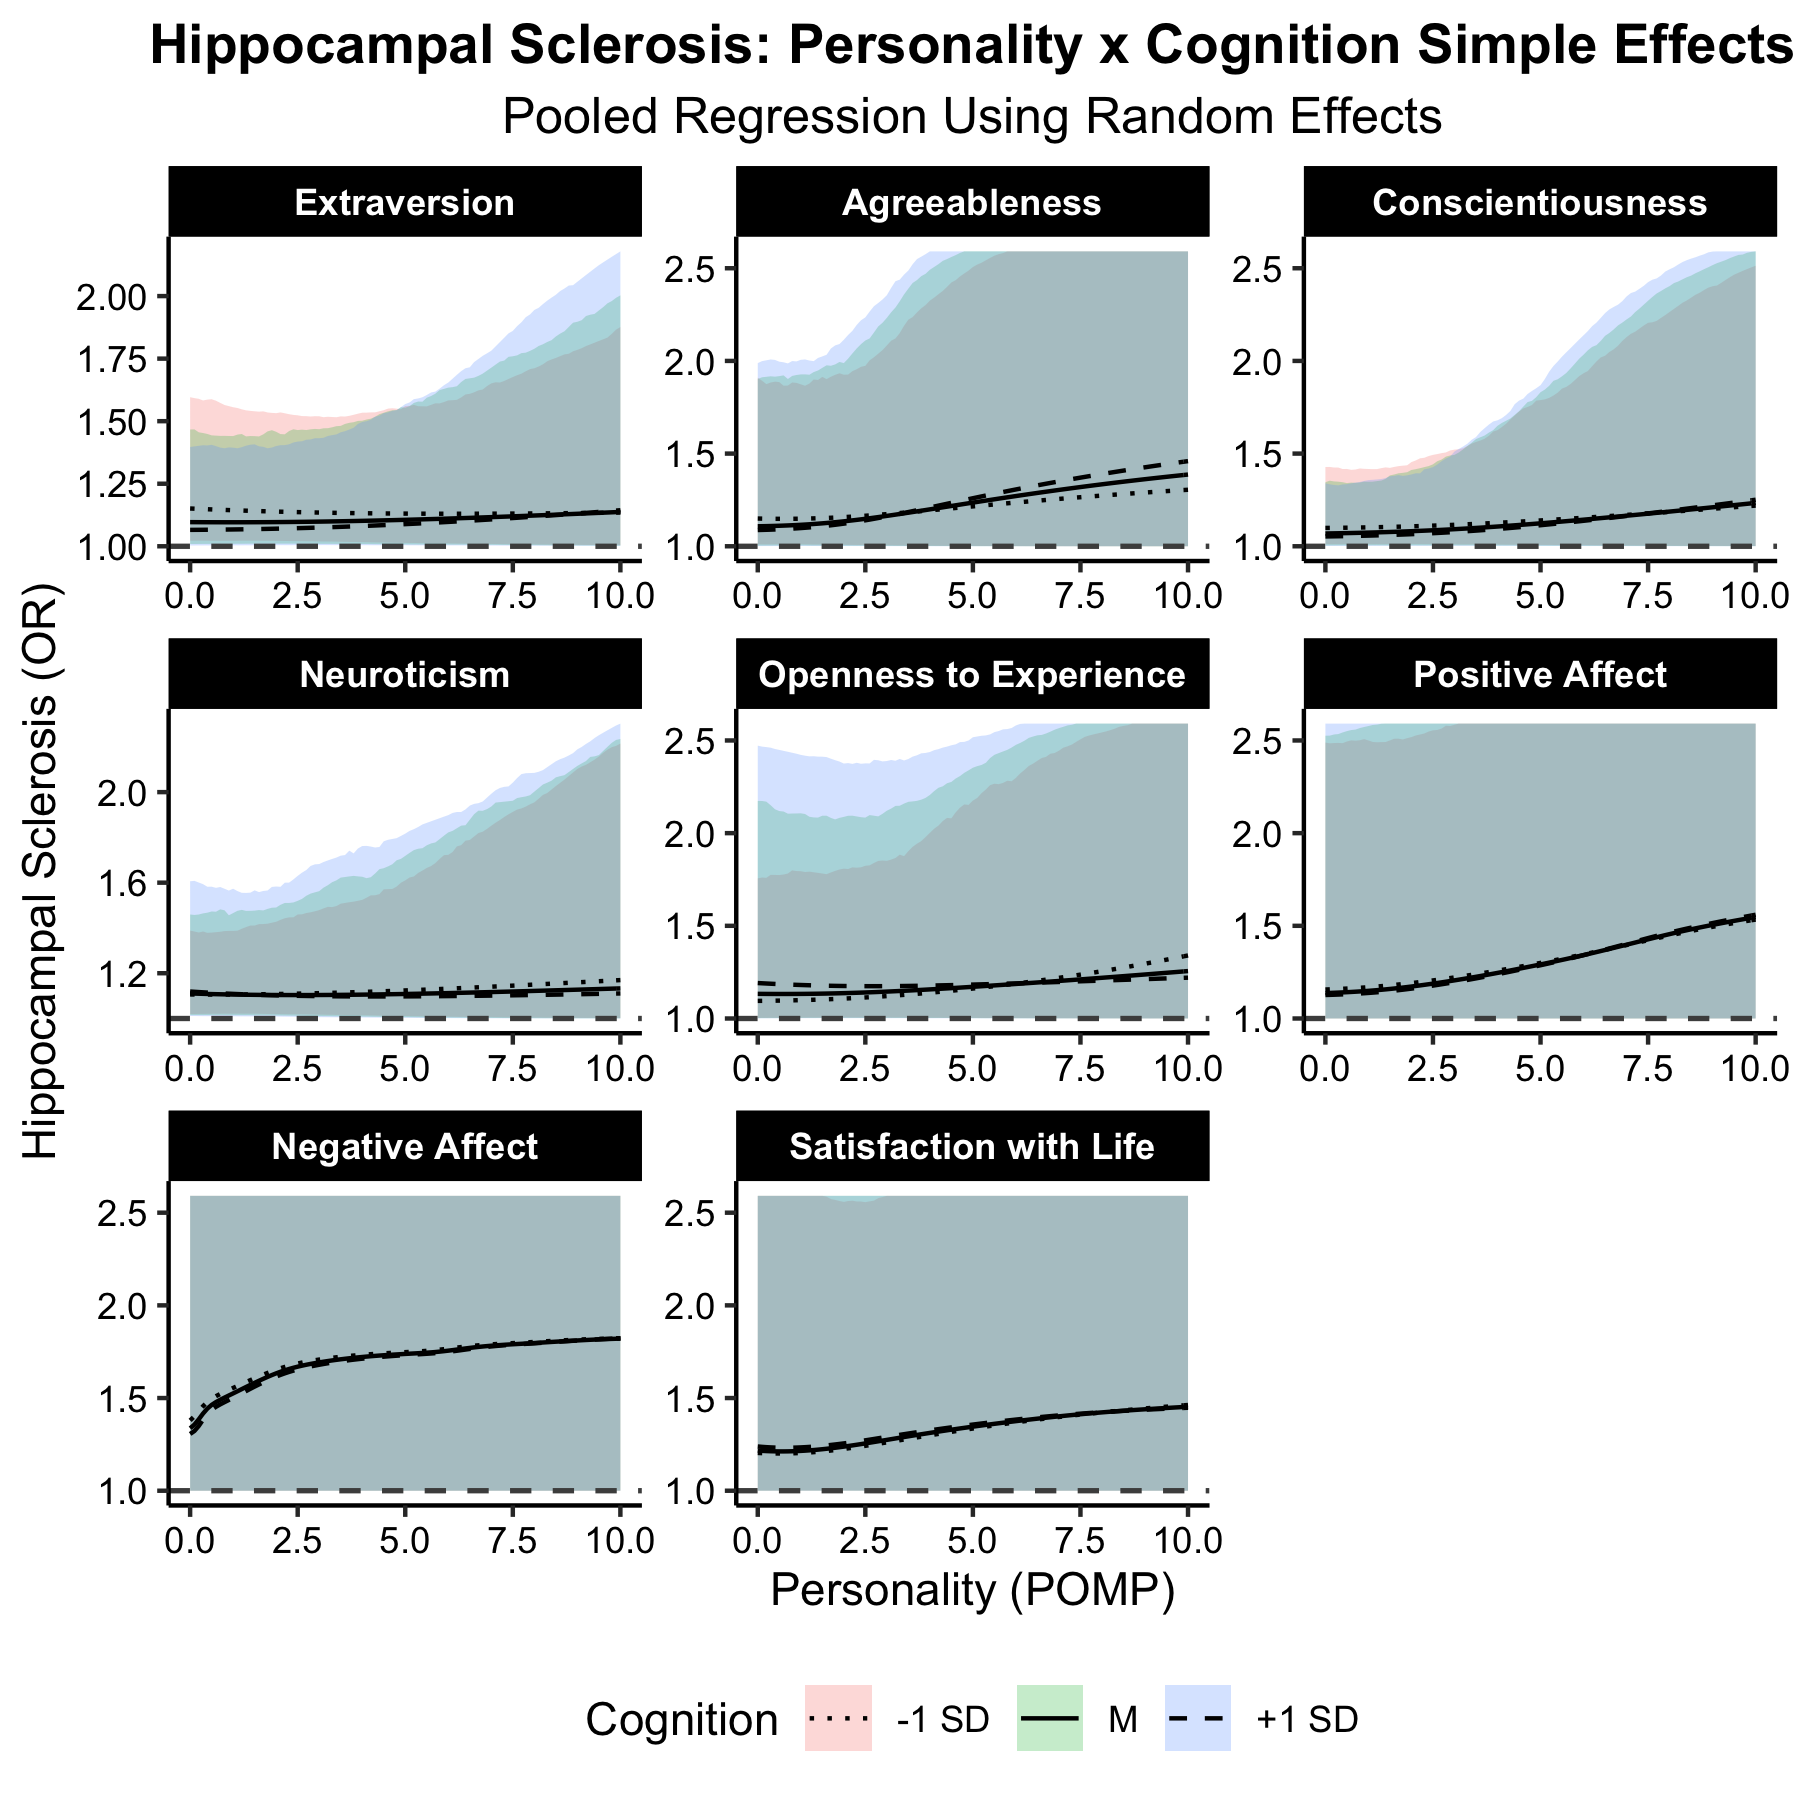 Hippocampal Sclerosis: Personality x Cognition Simple Effects
Pooled Regression Using Random Effects
Hippocampal Sclerosis (OR)
Extraversion
2.00
1.75
1.50
1.25
1.00
0.0 2.5 5.0 7.5 10.0
Agreeableness
2.5
2.0
1.5
1.0
0.0 2.5 5.0 7.5 10.0
Conscientiousness
2.5
2.0
1.5
1.0
0.0 2.5 5.0 7.5 10.0
Neuroticism
2.0
1.6
1.2
0.0 2.5 5.0 7.5 10.0
Openness to Experience
2.5
2.0
1.5
1.0
0.0 2.5 5.0 7.5 10.0
Positive Affect
2.5
2.0
1.5
1.0
0.0 2.5 5.0 7.5 10.0
Negative Affect
2.5
2.0
1.5
1.0
0.0 2.5 5.0 7.5 10.0
Satisfaction with Life
2.5
2.0
1.5
1.0
0.0 2.5 5.0 7.5 10.0
Personality (POMP)
Cognition -1 SD M +1 SD